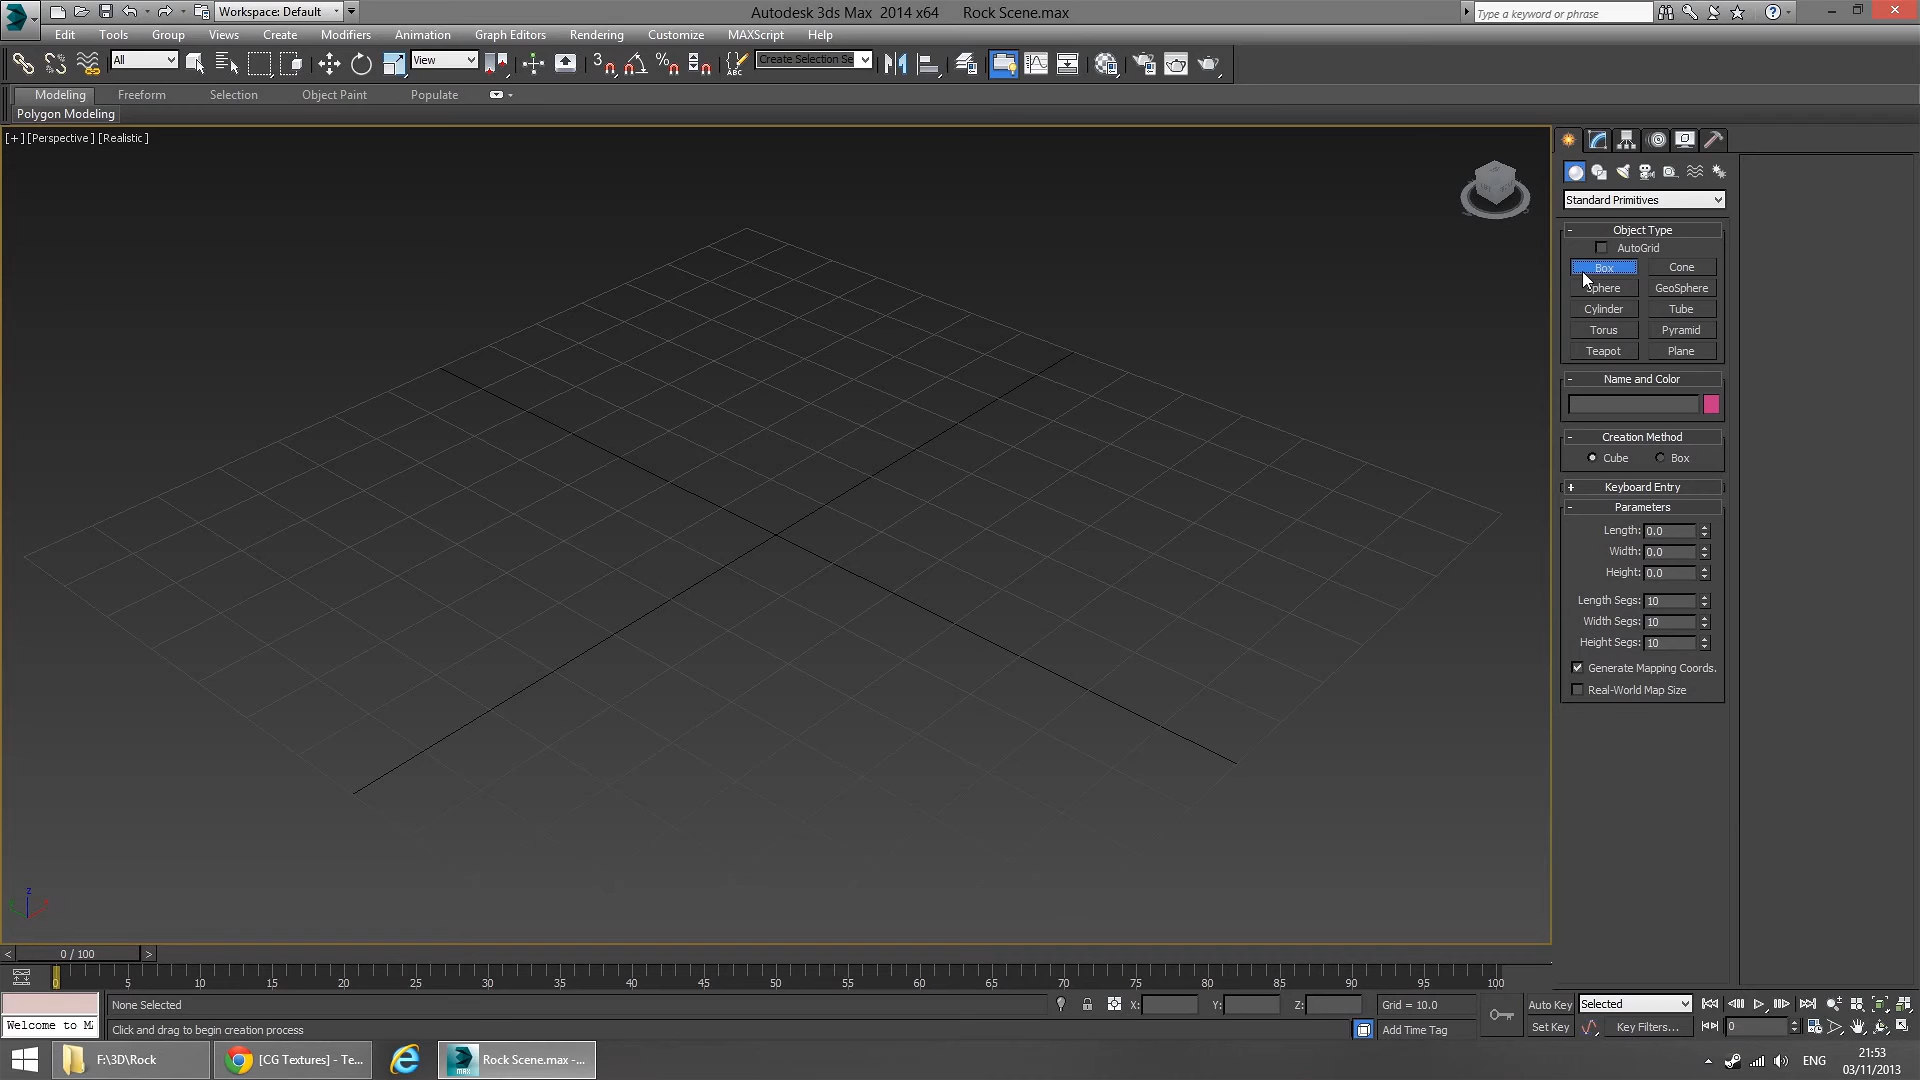 Workspace: Default
Autodesk 3ds Max 2014 x64 Rock Scene.max
Type a keyword or phrase
Edit Tools Group Views Create Modifiers Animation Graph Editors Rendering Customize MAXScript Help
All
View
3
Create Selection Se
Modeling Freeform Selection Object Paint Populate
Polygon Modeling
[+] [Perspective] [Realistic]
Standard Primitives
- Object Type
AutoGrid
Box Cone
Sphere GeoSphere
Cylinder Tube
Torus Pyramid
Teapot Plane
- Name and Color
- Creation Method
Cube Box
+ Keyboard Entry
- Parameters
Length: 0.0
Width: 0.0
Height: 0.0
Length Segs: 10
Width Segs: 10
Height Segs: 10
Generate Mapping Coords.
Real-World Map Size
z
< 0 / 100 >
0 5 10 15 20 25 30 35 40 45 50 55 60 65 70 75 80 85 90 95 100
None Selected
X: Y: Z: Grid = 10.0
Auto Key Selected
Welcome to M
Click and drag to begin creation process
Add Time Tag
Set Key Key Filters... 0
F:\3D\Rock
[CG Textures] - Te...
Rock Scene.max -...
ENG
21:53
03/11/2013